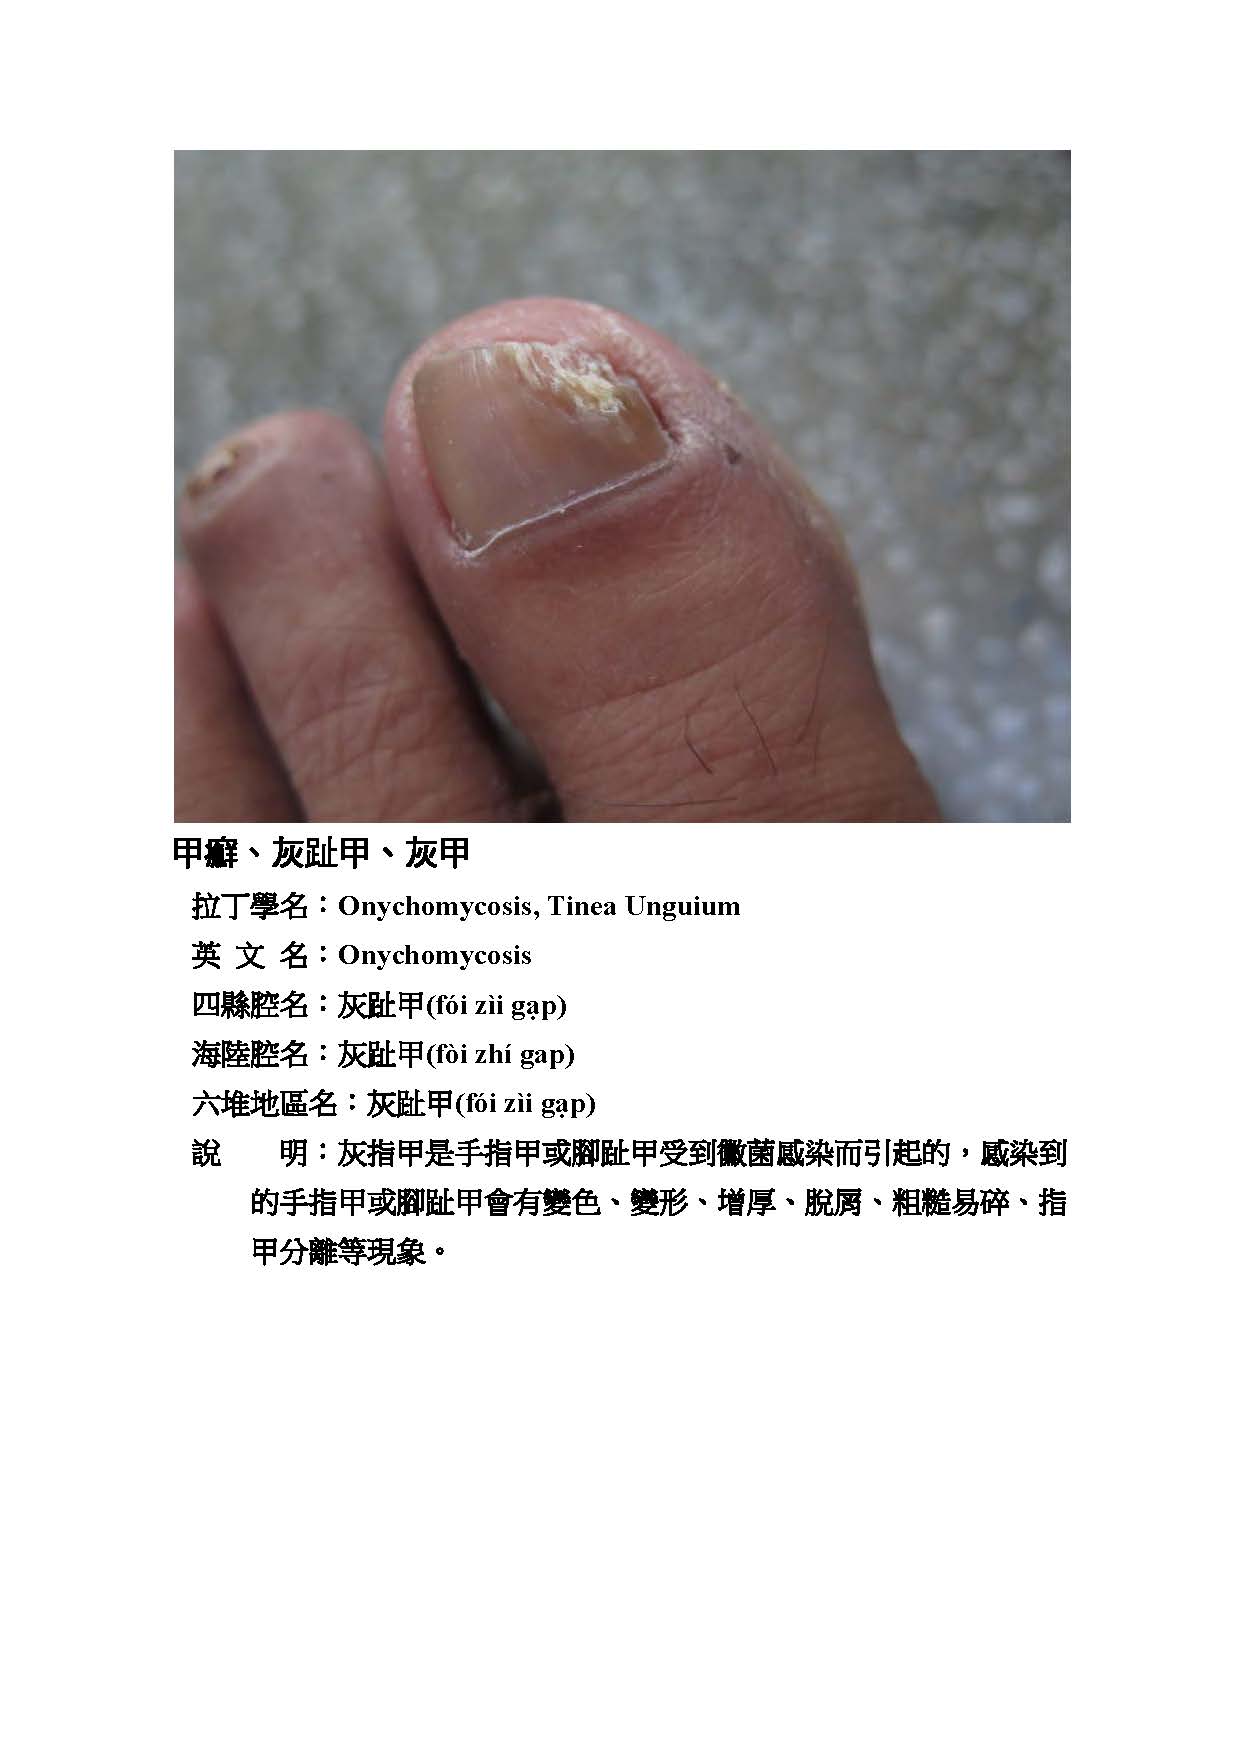 甲癬、灰趾甲、灰甲
拉丁學名：Onychomycosis, Tinea Unguium
英 文 名：Onychomycosis
四縣腔名：灰趾甲(fói zìi gap̣)
海陸腔名：灰趾甲(fòi zhí gap)
六堆地區名：灰趾甲(fói zìi gap̣)
說　　明：灰指甲是手指甲或腳趾甲受到黴菌感染而引起的，感染到
的手指甲或腳趾甲會有變色、變形、增厚、脫屑、粗糙易碎、指
甲分離等現象。